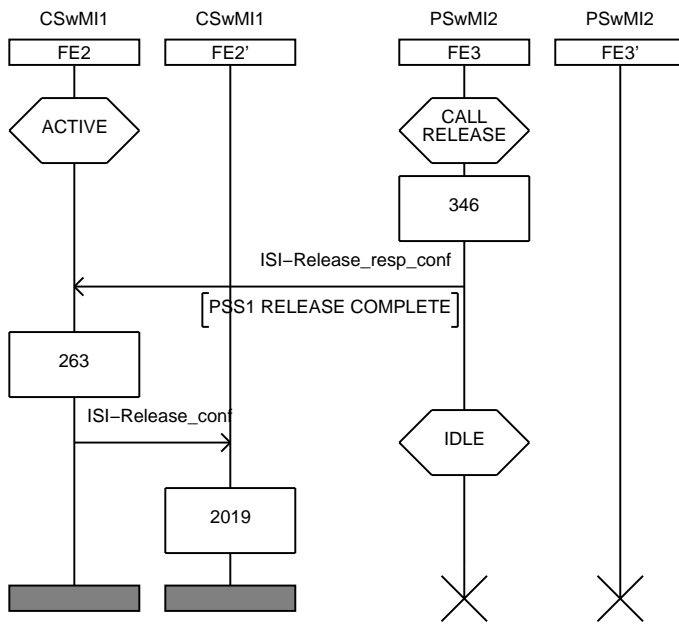 CSwMI1 CSwMI1 PSwMI2 PSwMI2
FE2 FE2’ FE3 FE3’
ACTIVE
CALL
RELEASE
346
ISI–Release_resp_conf
PSS1 RELEASE COMPLETE
263
ISI–Release_conf
IDLE
2019